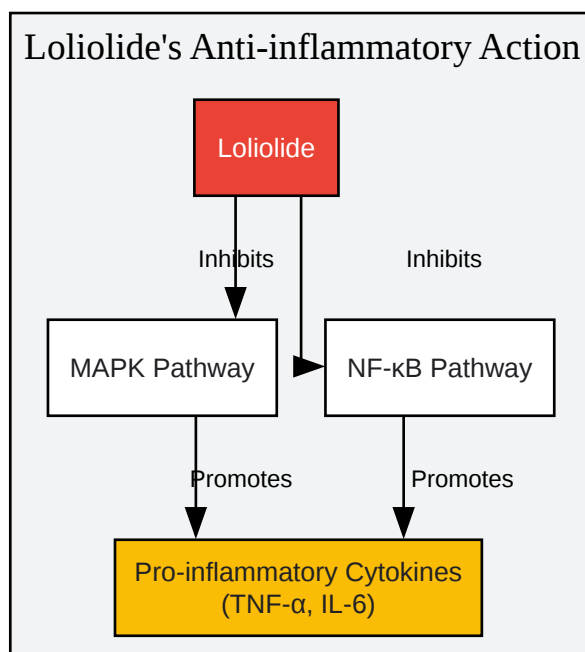 Loliolide's Anti-inflammatory Action
Loliolide
Inhibits
Inhibits
MAPK Pathway
NF-κB Pathway
Promotes
Promotes
Pro-inflammatory Cytokines
(TNF-α, IL-6)